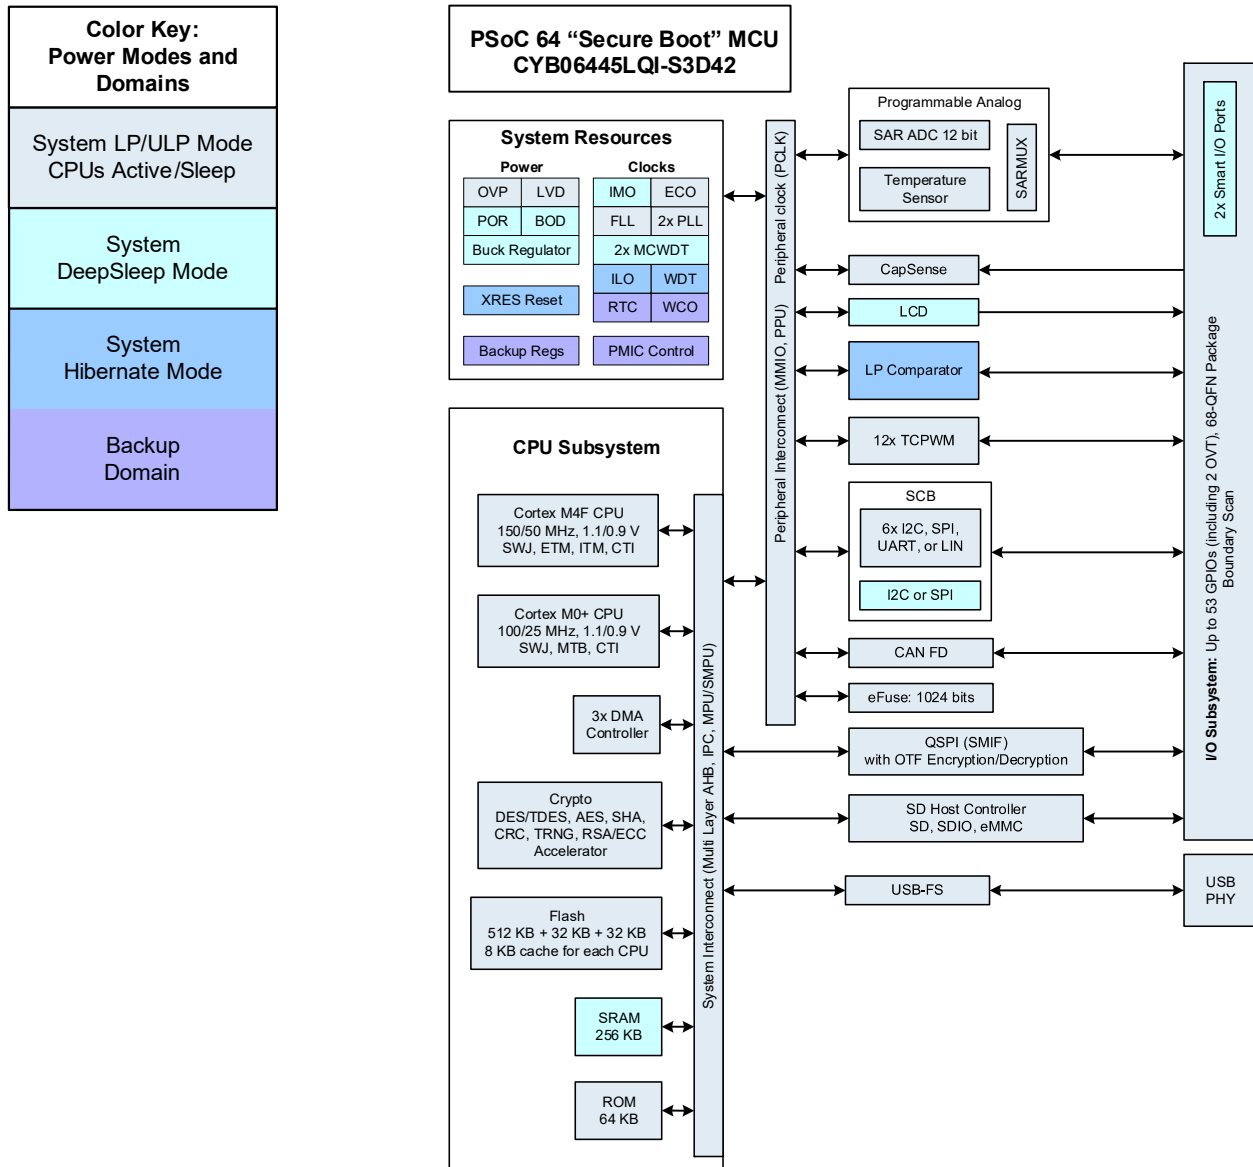 Color Key:
Power Modes and
Domains
System LP/ULP Mode
CPUs Active/Sleep
System
DeepSleep Mode
System
Hibernate Mode
Backup
Domain
PSoC 64 “Secure Boot” MCU
CYB06445LQI-S3D42
System Resources
Power
OVP LVD
POR BOD
Buck Regulator
XRES Reset
Backup Regs
Clocks
IMO ECO
FLL 2x PLL
2x MCWDT
ILO WDT
RTC WCO
PMIC Control
CPU Subsystem
Cortex M4F CPU
150/50 MHz, 1.1/0.9 V
SWJ, ETM, ITM, CTI
Cortex M0+ CPU
100/25 MHz, 1.1/0.9 V
SWJ, MTB, CTI
3x DMA
Controller
Crypto
DES/TDES, AES, SHA,
CRC, TRNG, RSA/ECC
Accelerator
Flash
512 KB + 32 KB + 32 KB
8 KB cache for each CPU
SRAM
256 KB
ROM
64 KB
System Interconnect (Multi Layer AHB, IPC, MPU/SMPU)
Peripheral Interconnect (MMIO, PPU)
Peripheral clock (PCLK)
Programmable Analog
SAR ADC 12 bit
Temperature
Sensor
SARMUX
CapSense
LCD
LP Comparator
12x TCPWM
SCB
6x I2C, SPI,
UART, or LIN
I2C or SPI
CAN FD
eFuse: 1024 bits
QSPI (SMIF)
with OTF Encryption/Decryption
SD Host Controller
SD, SDIO, eMMC
USB-FS
2x Smart I/O Ports
I/O Subsystem: Up to 53 GPIOs (including 2 OVT), 68-QFN Package
Boundary Scan
USB
PHY